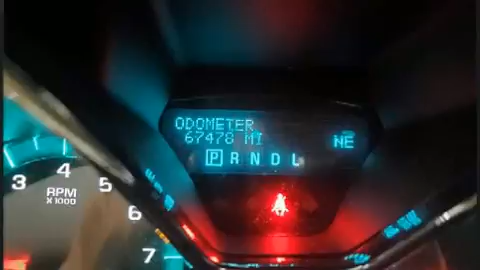 ODOMETER
67478 MI
NE
P R N D L
3 4 5 6 7
RPM
X1000